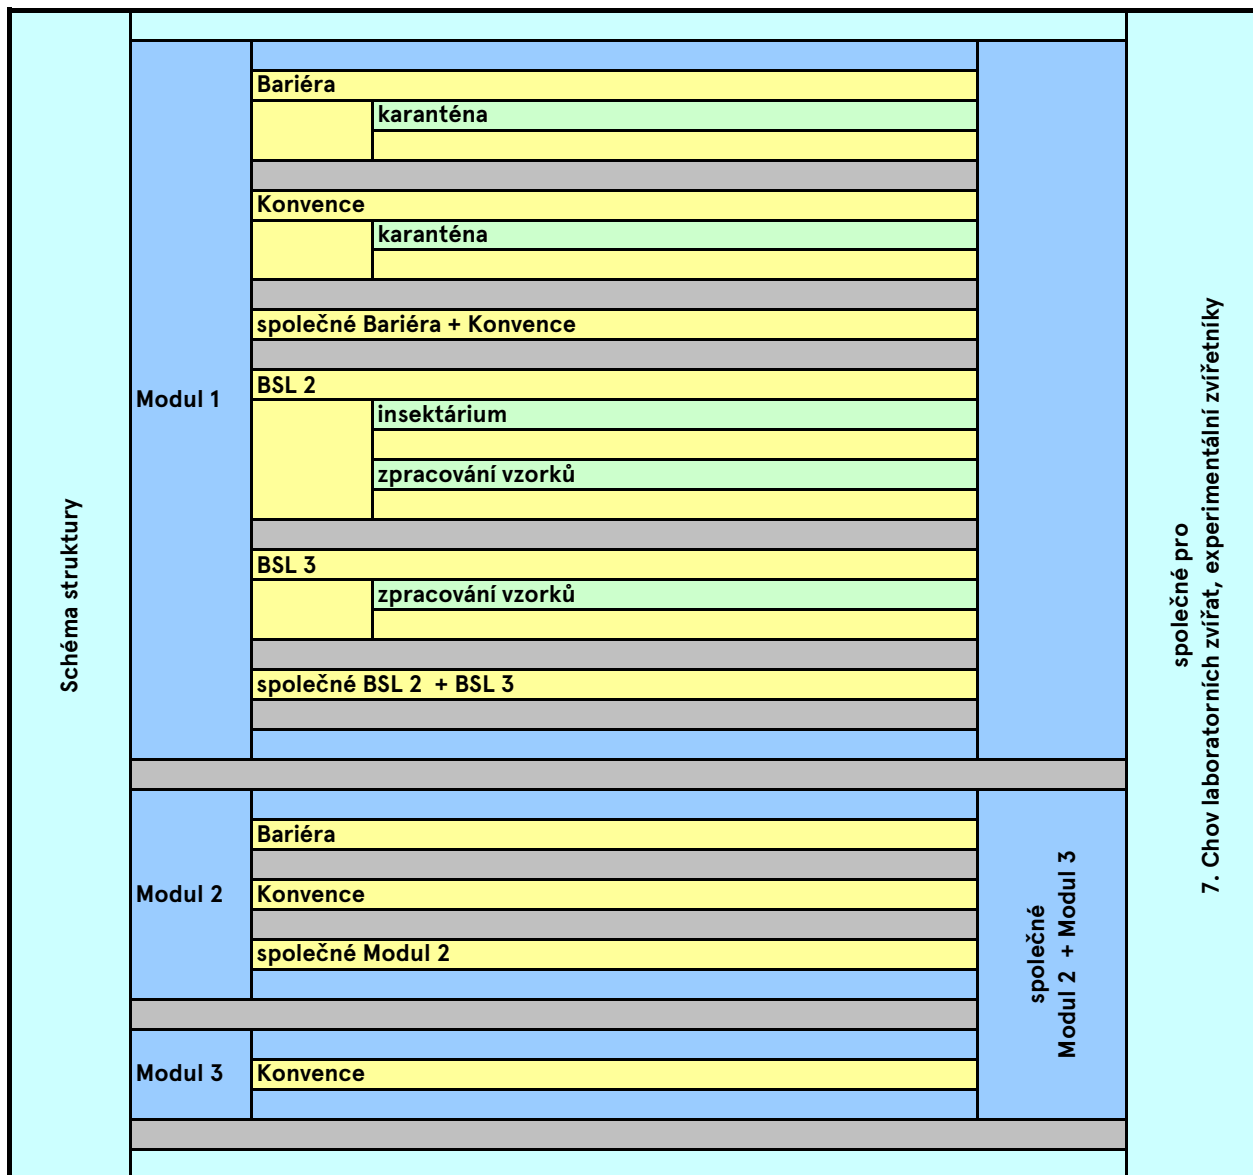 Schéma struktury
Modul 1
Bariéra
karanténa
Konvence
karanténa
společné Bariéra + Konvence
BSL 2
insektárium
zpracování vzorků
BSL 3
zpracování vzorků
společné BSL 2  + BSL 3
Modul 2
Bariéra
Konvence
společné Modul 2
Modul 3
Konvence
společné
Modul 2  + Modul 3
společné pro
7. Chov laboratorních zvířat, experimentální zvířetníky